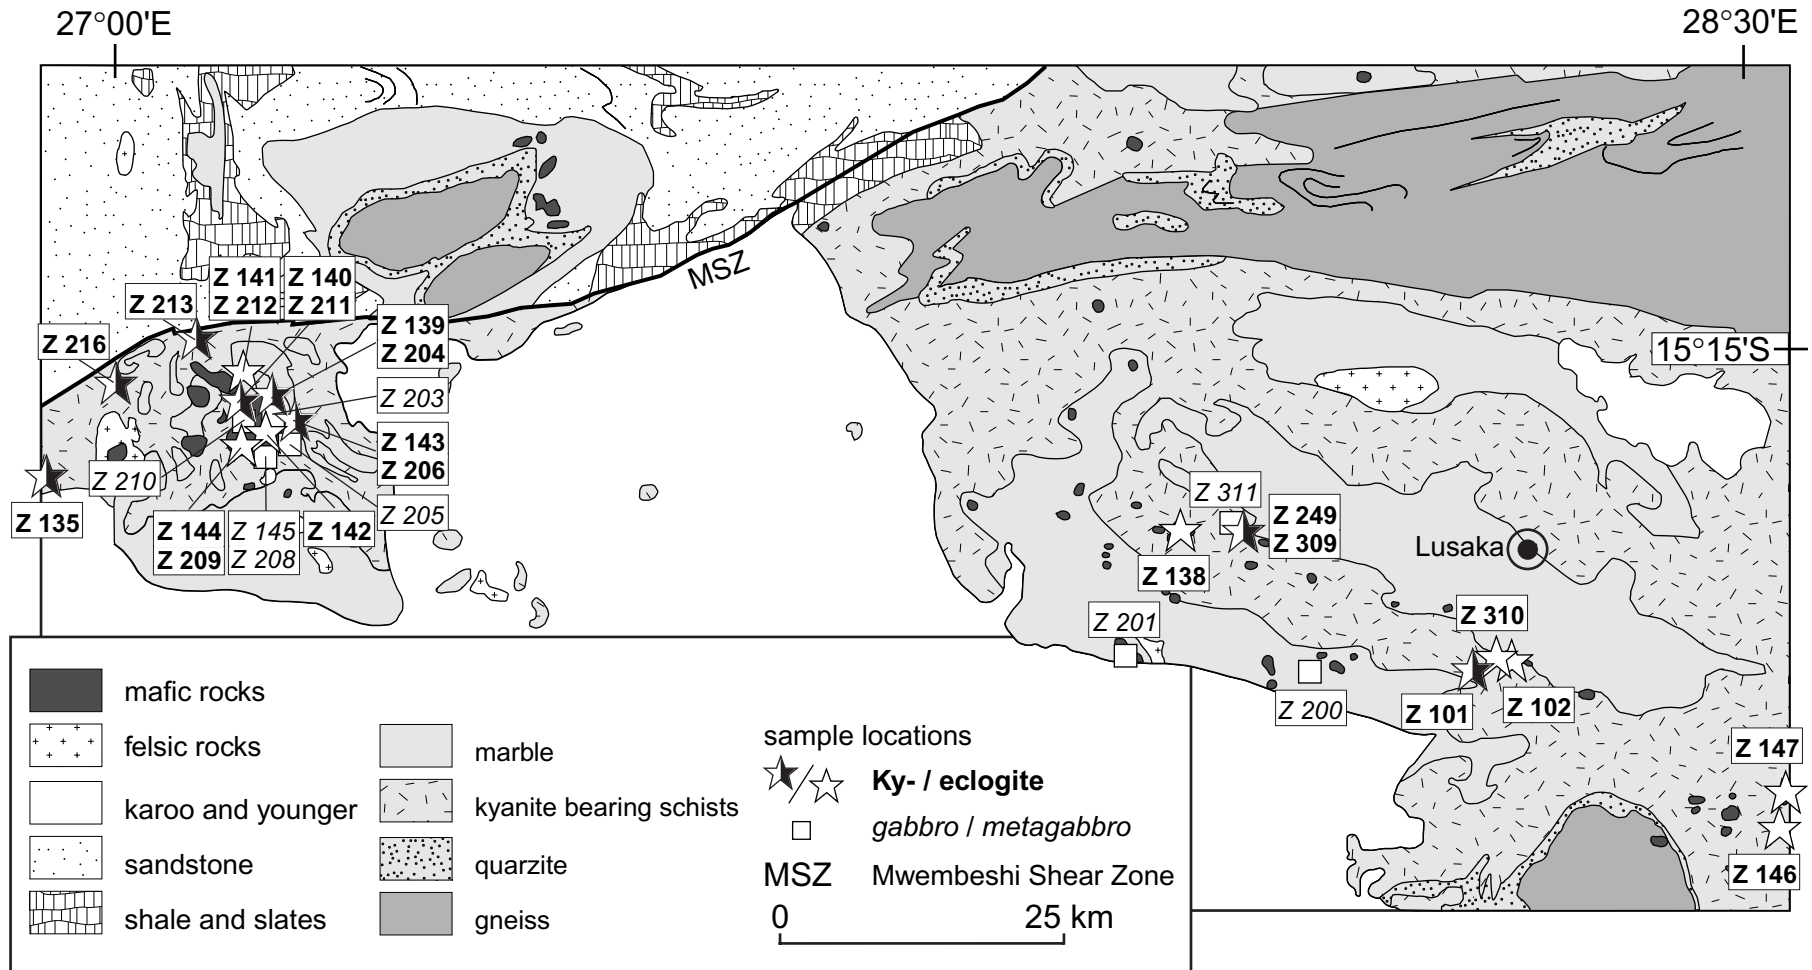 27°00'E
28°30'E
MSZ
Z 141
Z 212
Z 140
Z 211
Z 213
Z 139
Z 204
Z 216
15°15'S
Z 203
Z 143
Z 206
Z 210
Z 205
Z 135
Z 144
Z 209
Z 145
Z 208
Z 142
Z 311
Z 249
Z 309
Lusaka
Z 138
Z 201
Z 310
Z 200
Z 101
Z 102
Z 147
Z 146
mafic rocks
felsic rocks
karoo and younger
sandstone
shale and slates
marble
kyanite bearing schists
quartzite
gneiss
sample locations
Ky- / eclogite
gabbro / metagabbro
MSZ Mwembeshi Shear Zone
0 25 km